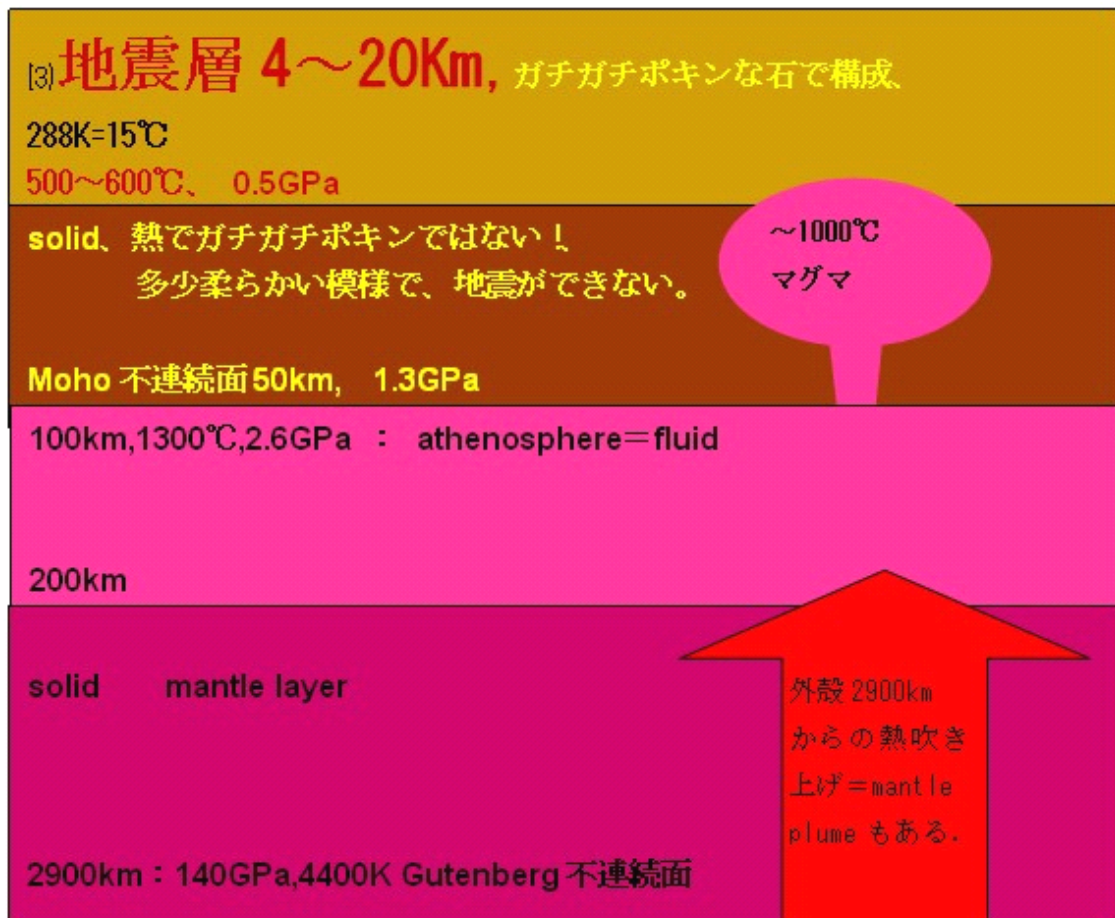 [3]地震層 4～20Km, ガチガチポキンな石で構成、
288K=15℃
500～600℃、 0.5GPa
solid、熱でガチガチポキンではない！、
多少柔らかい模様で、地震ができない。
～1000℃
マグマ
Moho 不連続面50km, 1.3GPa
100km,1300℃,2.6GPa ： athenosphere＝fluid
200km
solid mantle layer
外殻 2900km
からの熱吹き
上げ＝mantle
plume もある.
2900km：140GPa,4400K Gutenberg 不連続面